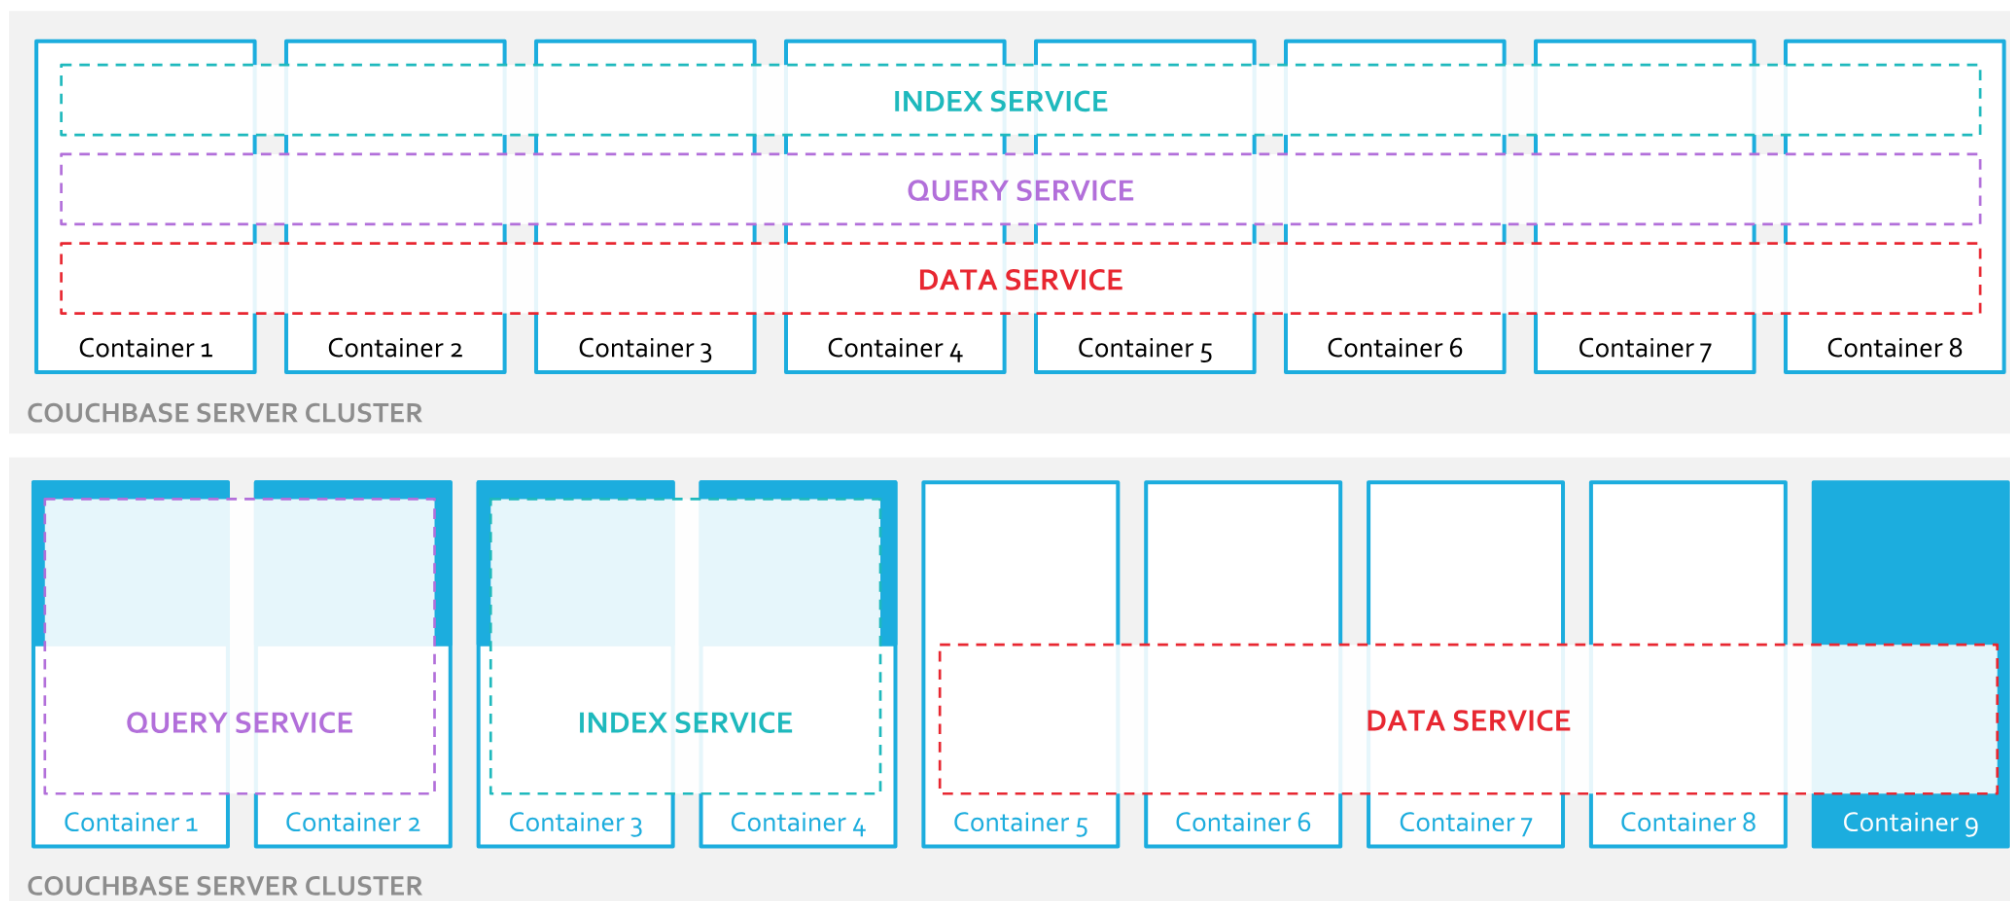 INDEX SERVICE
QUERY SERVICE
DATA SERVICE
Container 1 Container 2 Container 3 Container 4 Container 5 Container 6 Container 7 Container 8
COUCHBASE SERVER CLUSTER
QUERY SERVICE INDEX SERVICE DATA SERVICE
Container 1 Container 2 Container 3 Container 4 Container 5 Container 6 Container 7 Container 8 Container 9
COUCHBASE SERVER CLUSTER